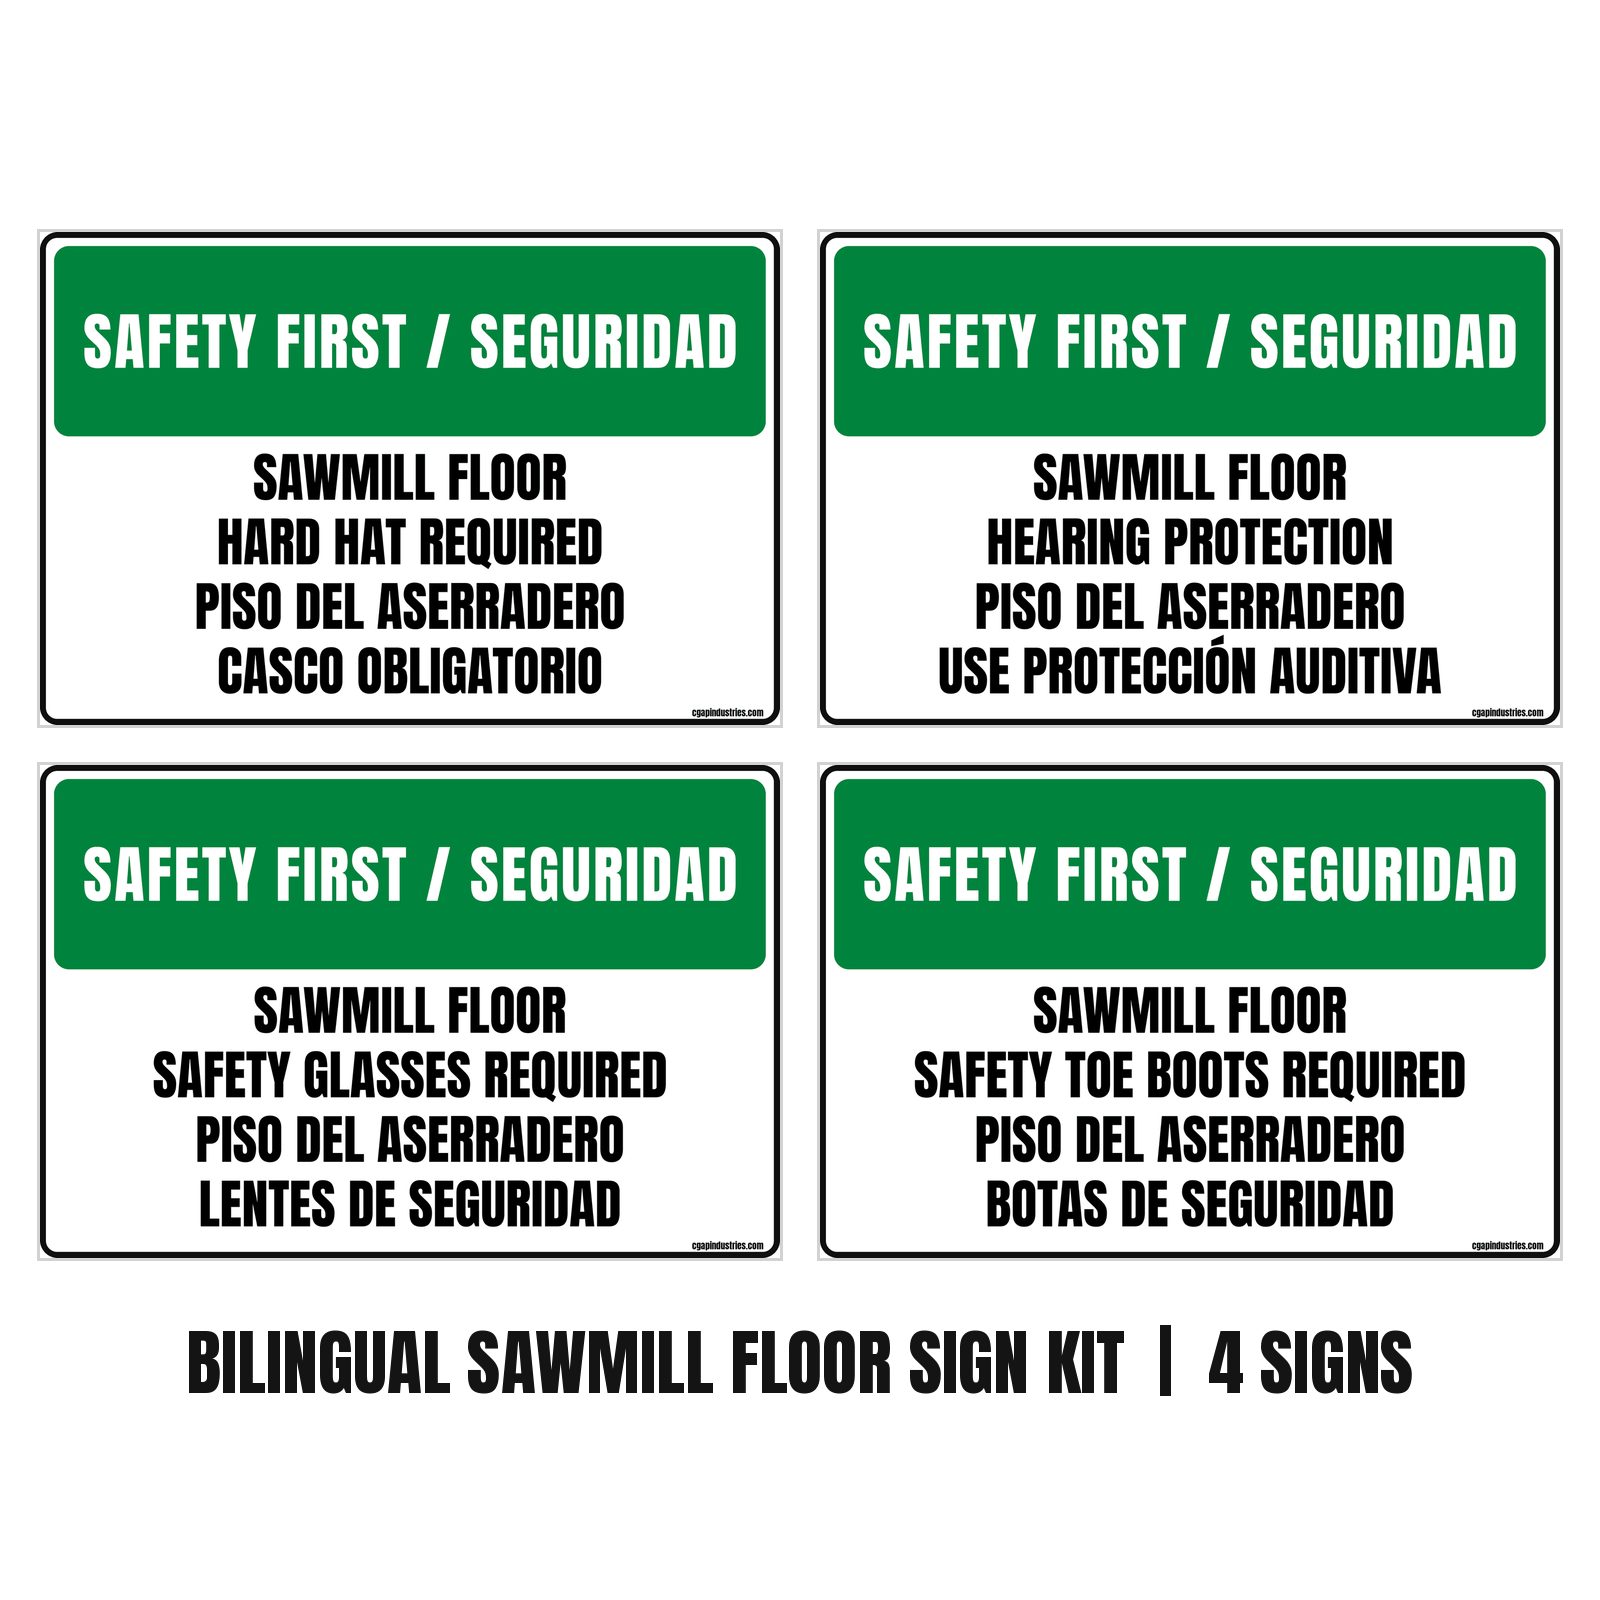 SAFETY FIRST / SEGURIDAD
SAWMILL FLOOR
HARD HAT REQUIRED
PISO DEL ASERRADERO
CASCO OBLIGATORIO
cgapindustries.com
SAFETY FIRST / SEGURIDAD
SAWMILL FLOOR
HEARING PROTECTION
PISO DEL ASERRADERO
USE PROTECCIÓN AUDITIVA
cgapindustries.com
SAFETY FIRST / SEGURIDAD
SAWMILL FLOOR
SAFETY GLASSES REQUIRED
PISO DEL ASERRADERO
LENTES DE SEGURIDAD
cgapindustries.com
SAFETY FIRST / SEGURIDAD
SAWMILL FLOOR
SAFETY TOE BOOTS REQUIRED
PISO DEL ASERRADERO
BOTAS DE SEGURIDAD
cgapindustries.com
BILINGUAL SAWMILL FLOOR SIGN KIT | 4 SIGNS